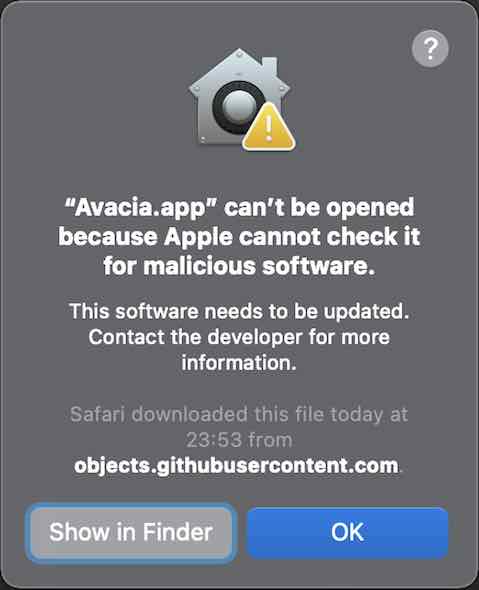 ?
“Avacia.app” can’t be opened
because Apple cannot check it
for malicious software.
This software needs to be updated.
Contact the developer for more
information.
Safari downloaded this file today at
23:53 from
objects.githubusercontent.com.
Show in Finder
OK